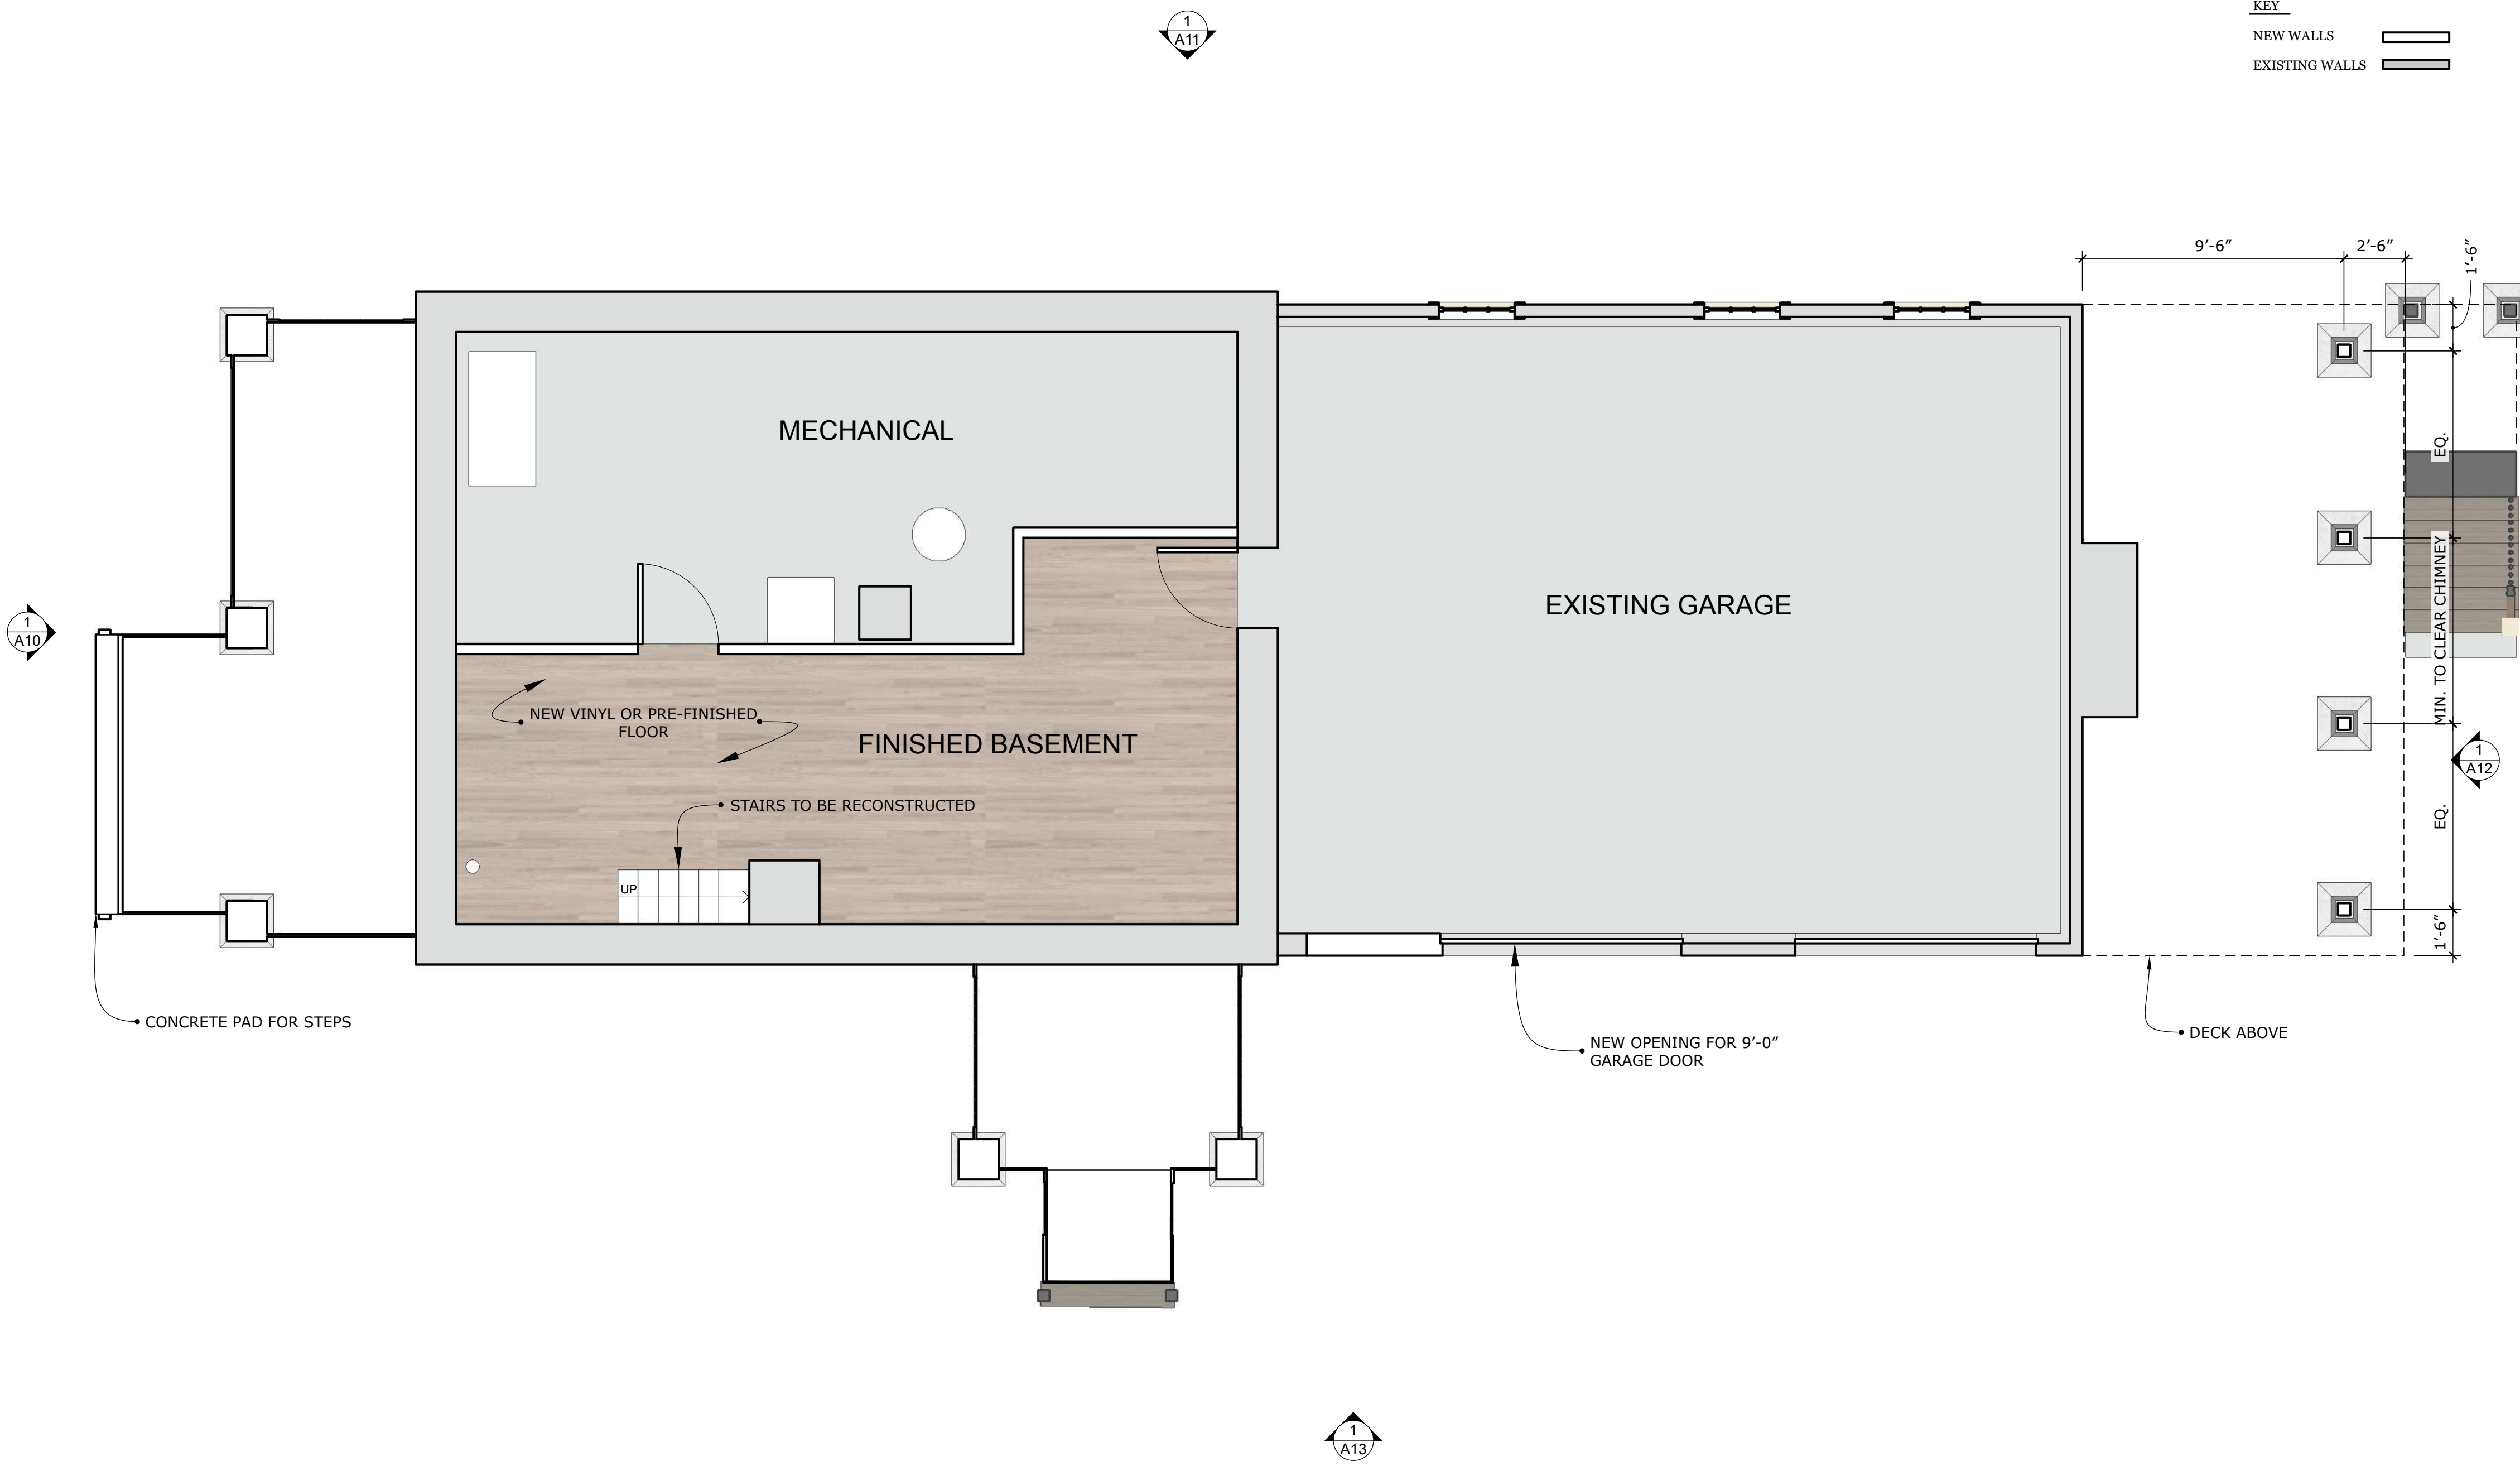 KEY
NEW WALLS
EXISTING WALLS
1
A11
9’-6”
2’-6”
1’-6”
MECHANICAL
EQ.
EXISTING GARAGE
MIN. TO CLEAR CHIMNEY
1
A10
NEW VINYL OR PRE-FINISHED
FLOOR
FINISHED BASEMENT
1
A12
STAIRS TO BE RECONSTRUCTED
EQ.
UP
1’-6”
CONCRETE PAD FOR STEPS
DECK ABOVE
NEW OPENING FOR 9’-0”
GARAGE DOOR
1
A13